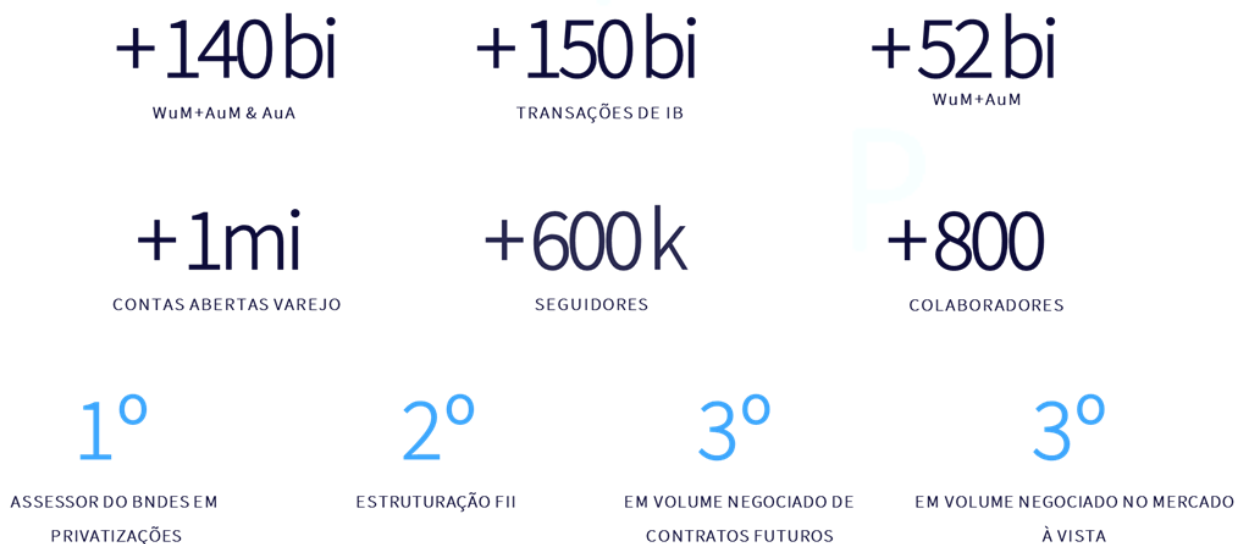 +140 bi
+150 bi
+52 bi
WuM+AuM & AuA
TRANSAÇÕES DE IB
WuM+AuM
+1mi
+600 k
+800
CONTAS ABERTAS VAREJO
SEGUIDORES
COLABORADORES
1º
2º
3º
3º
ASSESSOR DO BNDES EM
PRIVATIZAÇÕES
ESTRUTURAÇÃO FII
EM VOLUME NEGOCIADO DE
CONTRATOS FUTUROS
EM VOLUME NEGOCIADO NO MERCADO
À VISTA
P